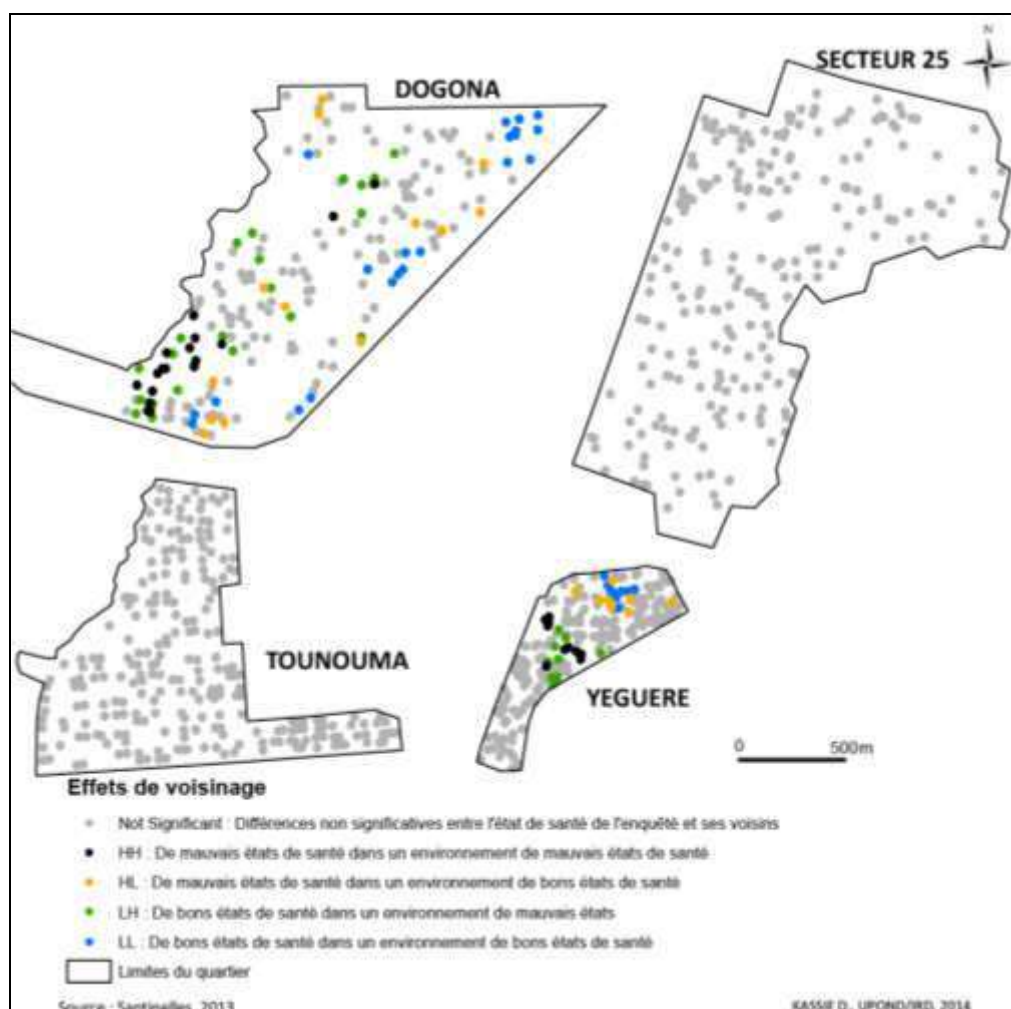 N
SECTEUR 25
DOGONA
TOUNOUMA
YEGUERE
0 500m
Effets de voisinage
Not Significant : Différences non significatives entre l'état de santé de l'enquêté et ses voisins
HH : De mauvais états de santé dans un environnement de mauvais états de santé
HL : De mauvais états de santé dans un environnement de bons états de santé
LH : De bons états de santé dans un environnement de mauvais états
LL : De bons états de santé dans un environnement de bons états de santé
Limites du quartier
Source : Santinelles, 2013 KASSIE D., UPOND/IRD, 2014